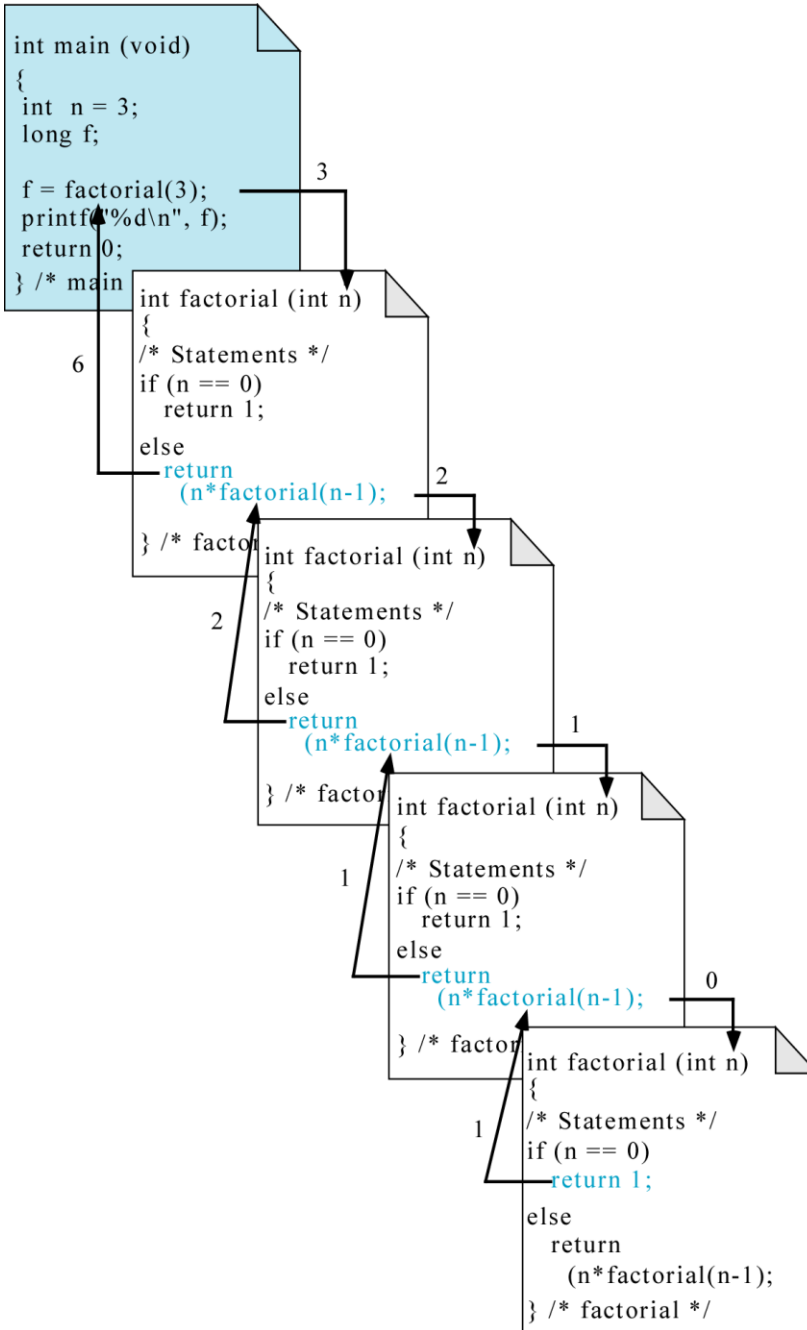 int main (void)
{
int n = 3;
long f;
f = factorial(3);
printf("%d\n", f);
return 0;
} /* main
3
6
int factorial (int n)
{
/* Statements */
if (n == 0)
return 1;
else
return
(n*factorial(n-1);
} /* factor
2
2
int factorial (int n)
{
/* Statements */
if (n == 0)
return 1;
else
return
(n*factorial(n-1);
} /* factor
1
1
int factorial (int n)
{
/* Statements */
if (n == 0)
return 1;
else
return
(n*factorial(n-1);
} /* factor
0
1
int factorial (int n)
{
/* Statements */
if (n == 0)
return 1;
else
return
(n*factorial(n-1);
} /* factorial */